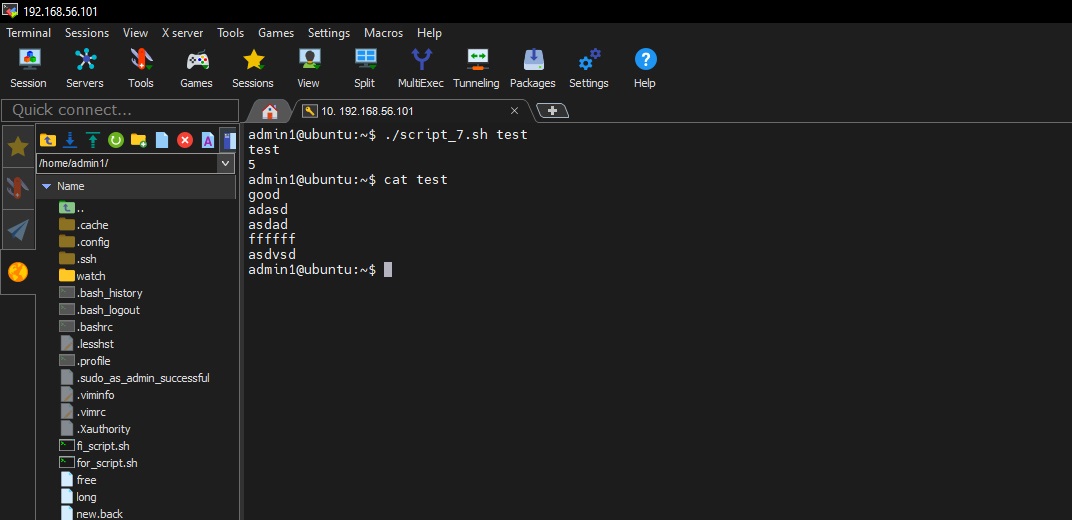 192.168.56.101
Terminal Sessions View X server Tools Games Settings Macros Help
Session Servers Tools Games Sessions View Split MultiExec Tunneling Packages Settings Help
Quick connect...
10. 192.168.56.101
/home/admin1/
Name
..
.cache
.config
.ssh
watch
.bash_history
.bash_logout
.bashrc
.lesshst
.profile
.sudo_as_admin_successful
.viminfo
.vimrc
.Xauthority
fi_script.sh
for_script.sh
free
long
new.back
admin1@ubuntu:~$ ./script_7.sh test
test
5
admin1@ubuntu:~$ cat test
good
adasd
asdad
ffffff
asdvsd
admin1@ubuntu:~$